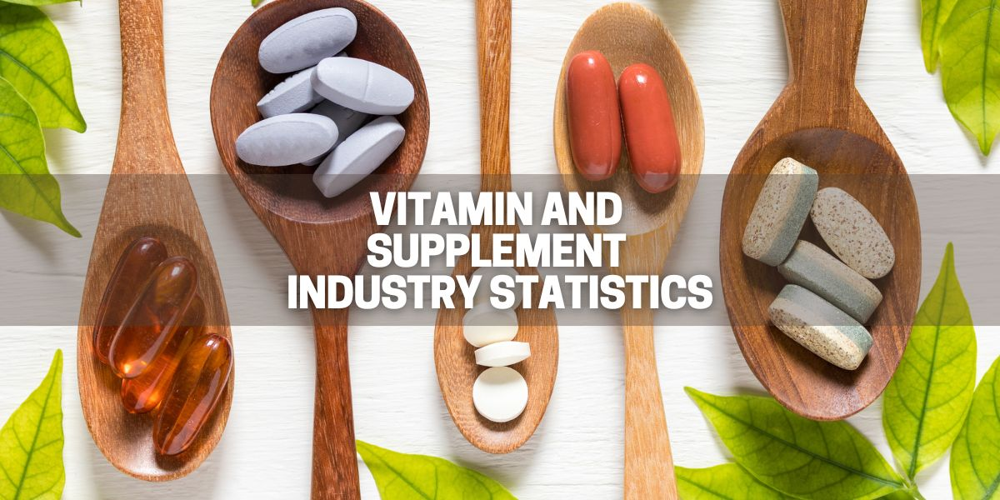 VITAMIN AND
SUPPLEMENT
INDUSTRY STATISTICS